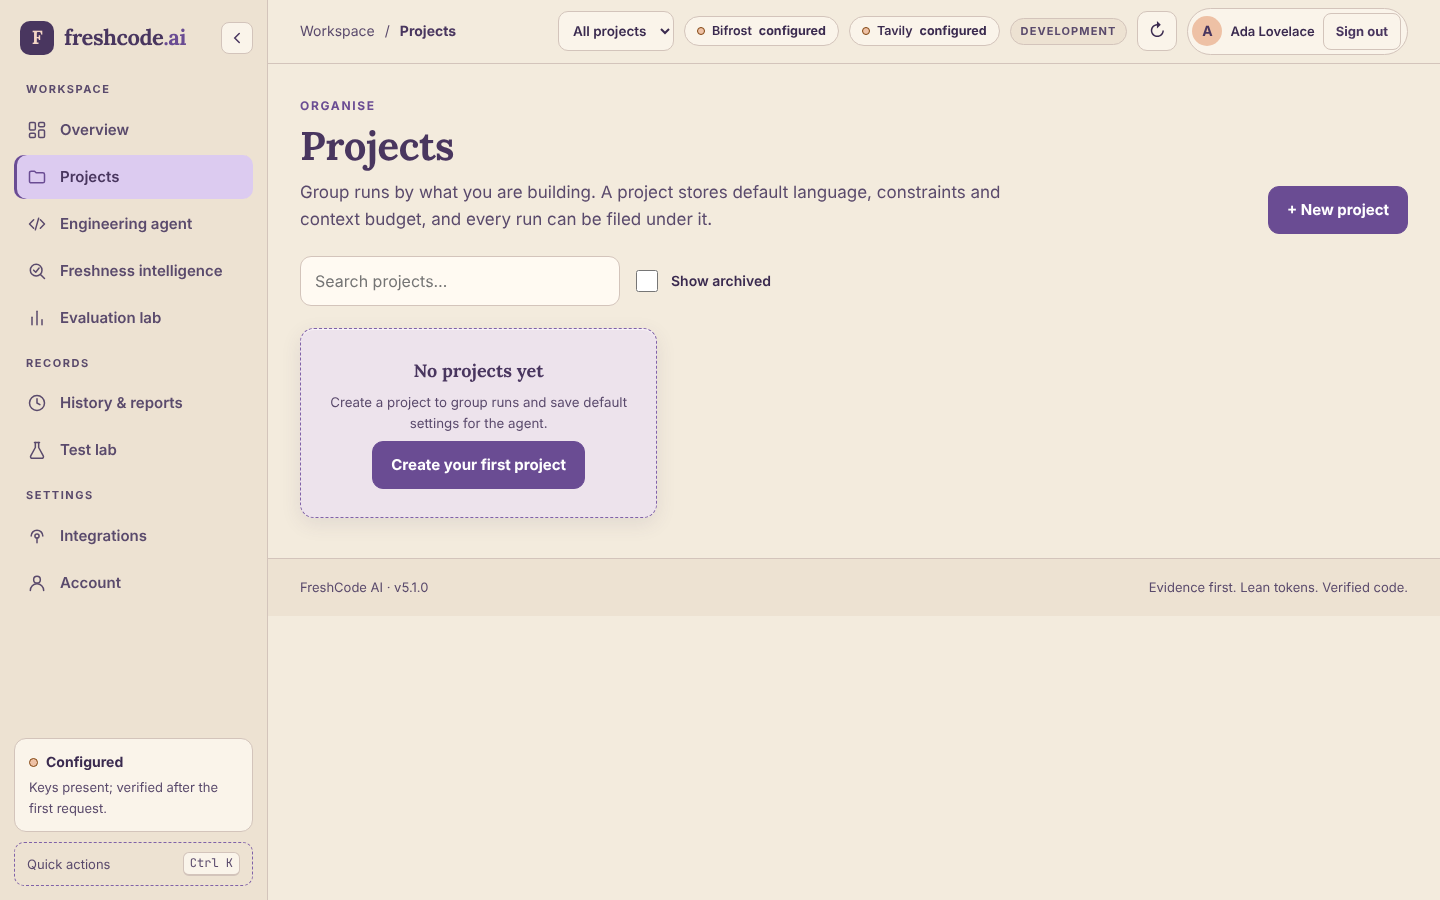 F freshcode.ai
WORKSPACE
Overview
Projects
Engineering agent
Freshness intelligence
Evaluation lab
RECORDS
History & reports
Test lab
SETTINGS
Integrations
Account
Configured
Keys present; verified after the
first request.
Quick actions Ctrl K
Workspace / Projects
All projects
Bifrost configured
Tavily configured
DEVELOPMENT
A Ada Lovelace Sign out
ORGANISE
Projects
Group runs by what you are building. A project stores default language, constraints and
context budget, and every run can be filed under it.
+ New project
Search projects...
Show archived
No projects yet
Create a project to group runs and save default
settings for the agent.
Create your first project
FreshCode AI · v5.1.0
Evidence first. Lean tokens. Verified code.